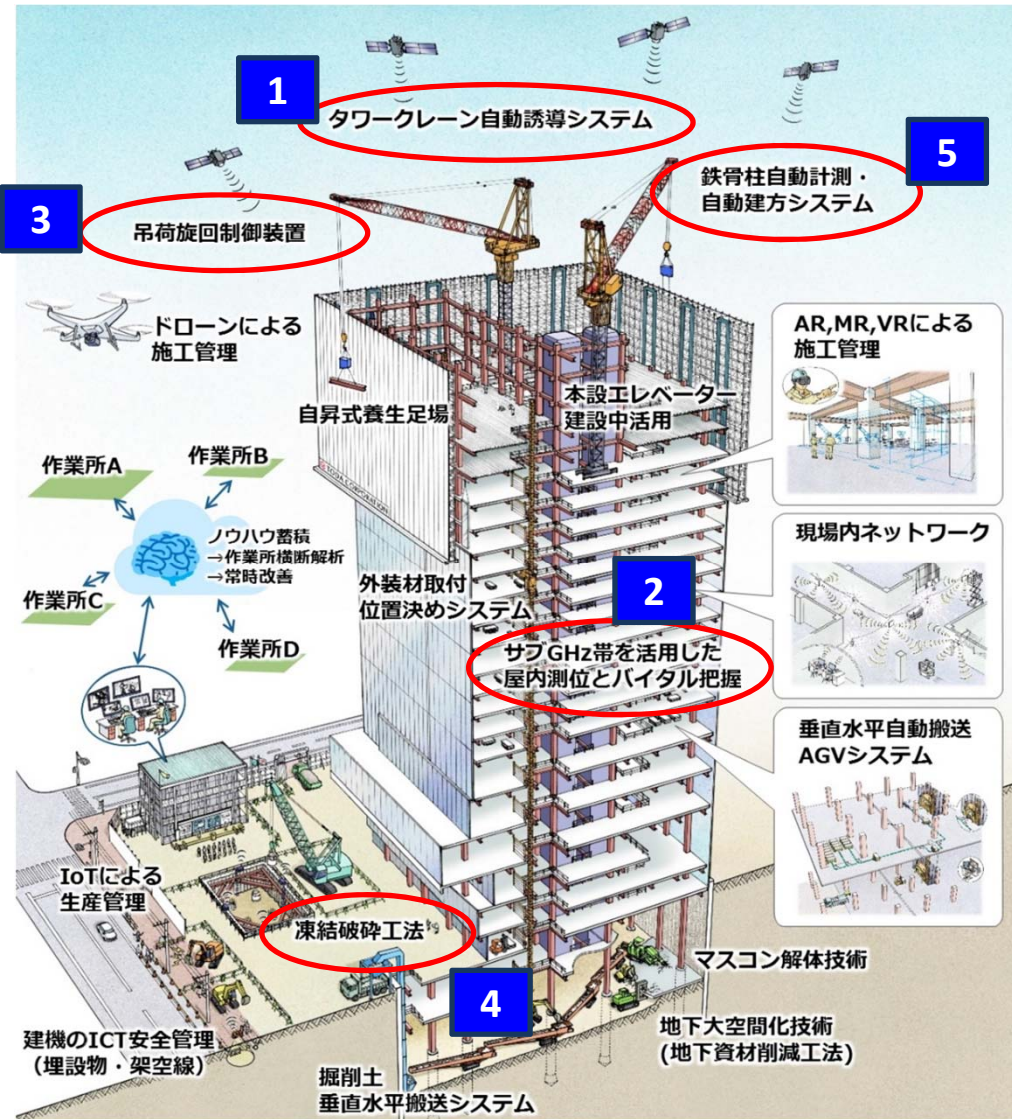 1
タワークレーン自動誘導システム
5
鉄骨柱自動計測・
自動建方システム
3
吊荷旋回制御装置
ドローンによる
施工管理
AR,MR,VRによる
施工管理
自昇式養生足場
本設エレベーター
建設中活用
TODA CORPORATION
作業所A
作業所B
ノウハウ蓄積
→作業所横断解析
→常時改善
作業所C
作業所D
現場内ネットワーク
外装材取付
位置決めシステム
2
サブGHz帯を活用した
屋内測位とバイタル把握
垂直水平自動搬送
AGVシステム
IoTによる
生産管理
凍結破砕工法
4
マスコン解体技術
建機のICT安全管理
(埋設物・架空線)
地下大空間化技術
(地下資材削減工法)
掘削土
垂直水平搬送システム